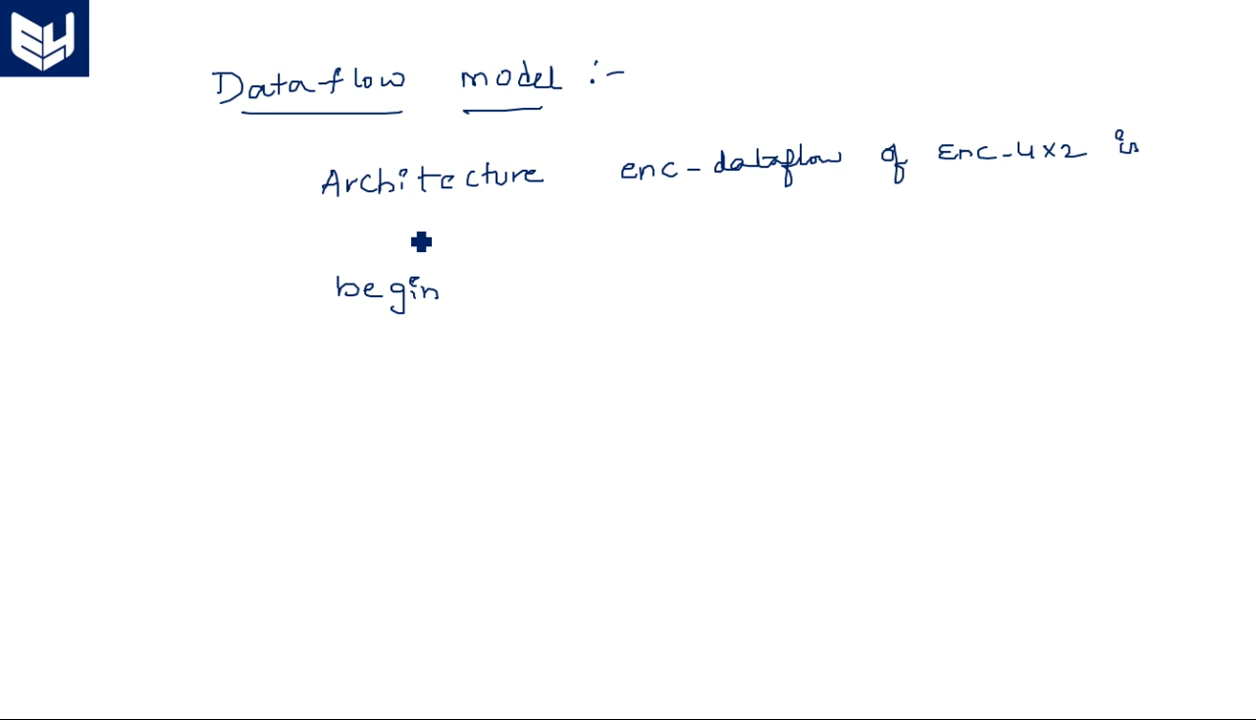 Dataflow model :-
Architecture enc-dataflow of Enc-4x2 is
begin